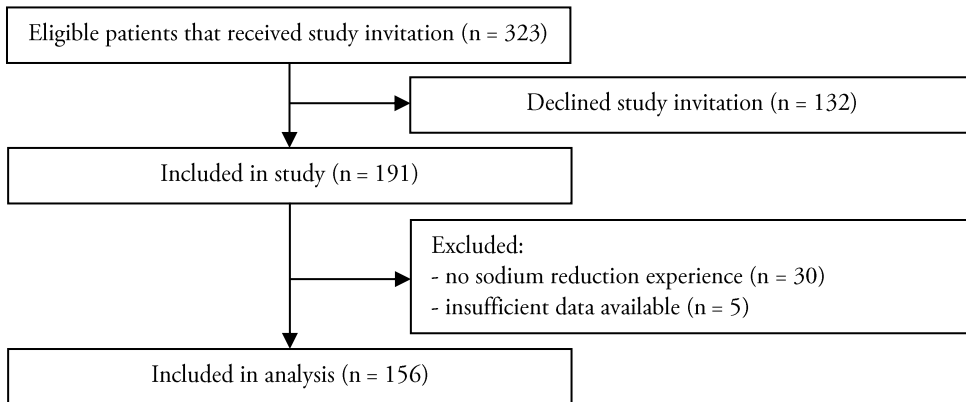 Eligible patients that received study invitation (n = 323)
Declined study invitation (n = 132)
Included in study (n = 191)
Excluded:
- no sodium reduction experience (n = 30)
- insufficient data available (n = 5)
Included in analysis (n = 156)